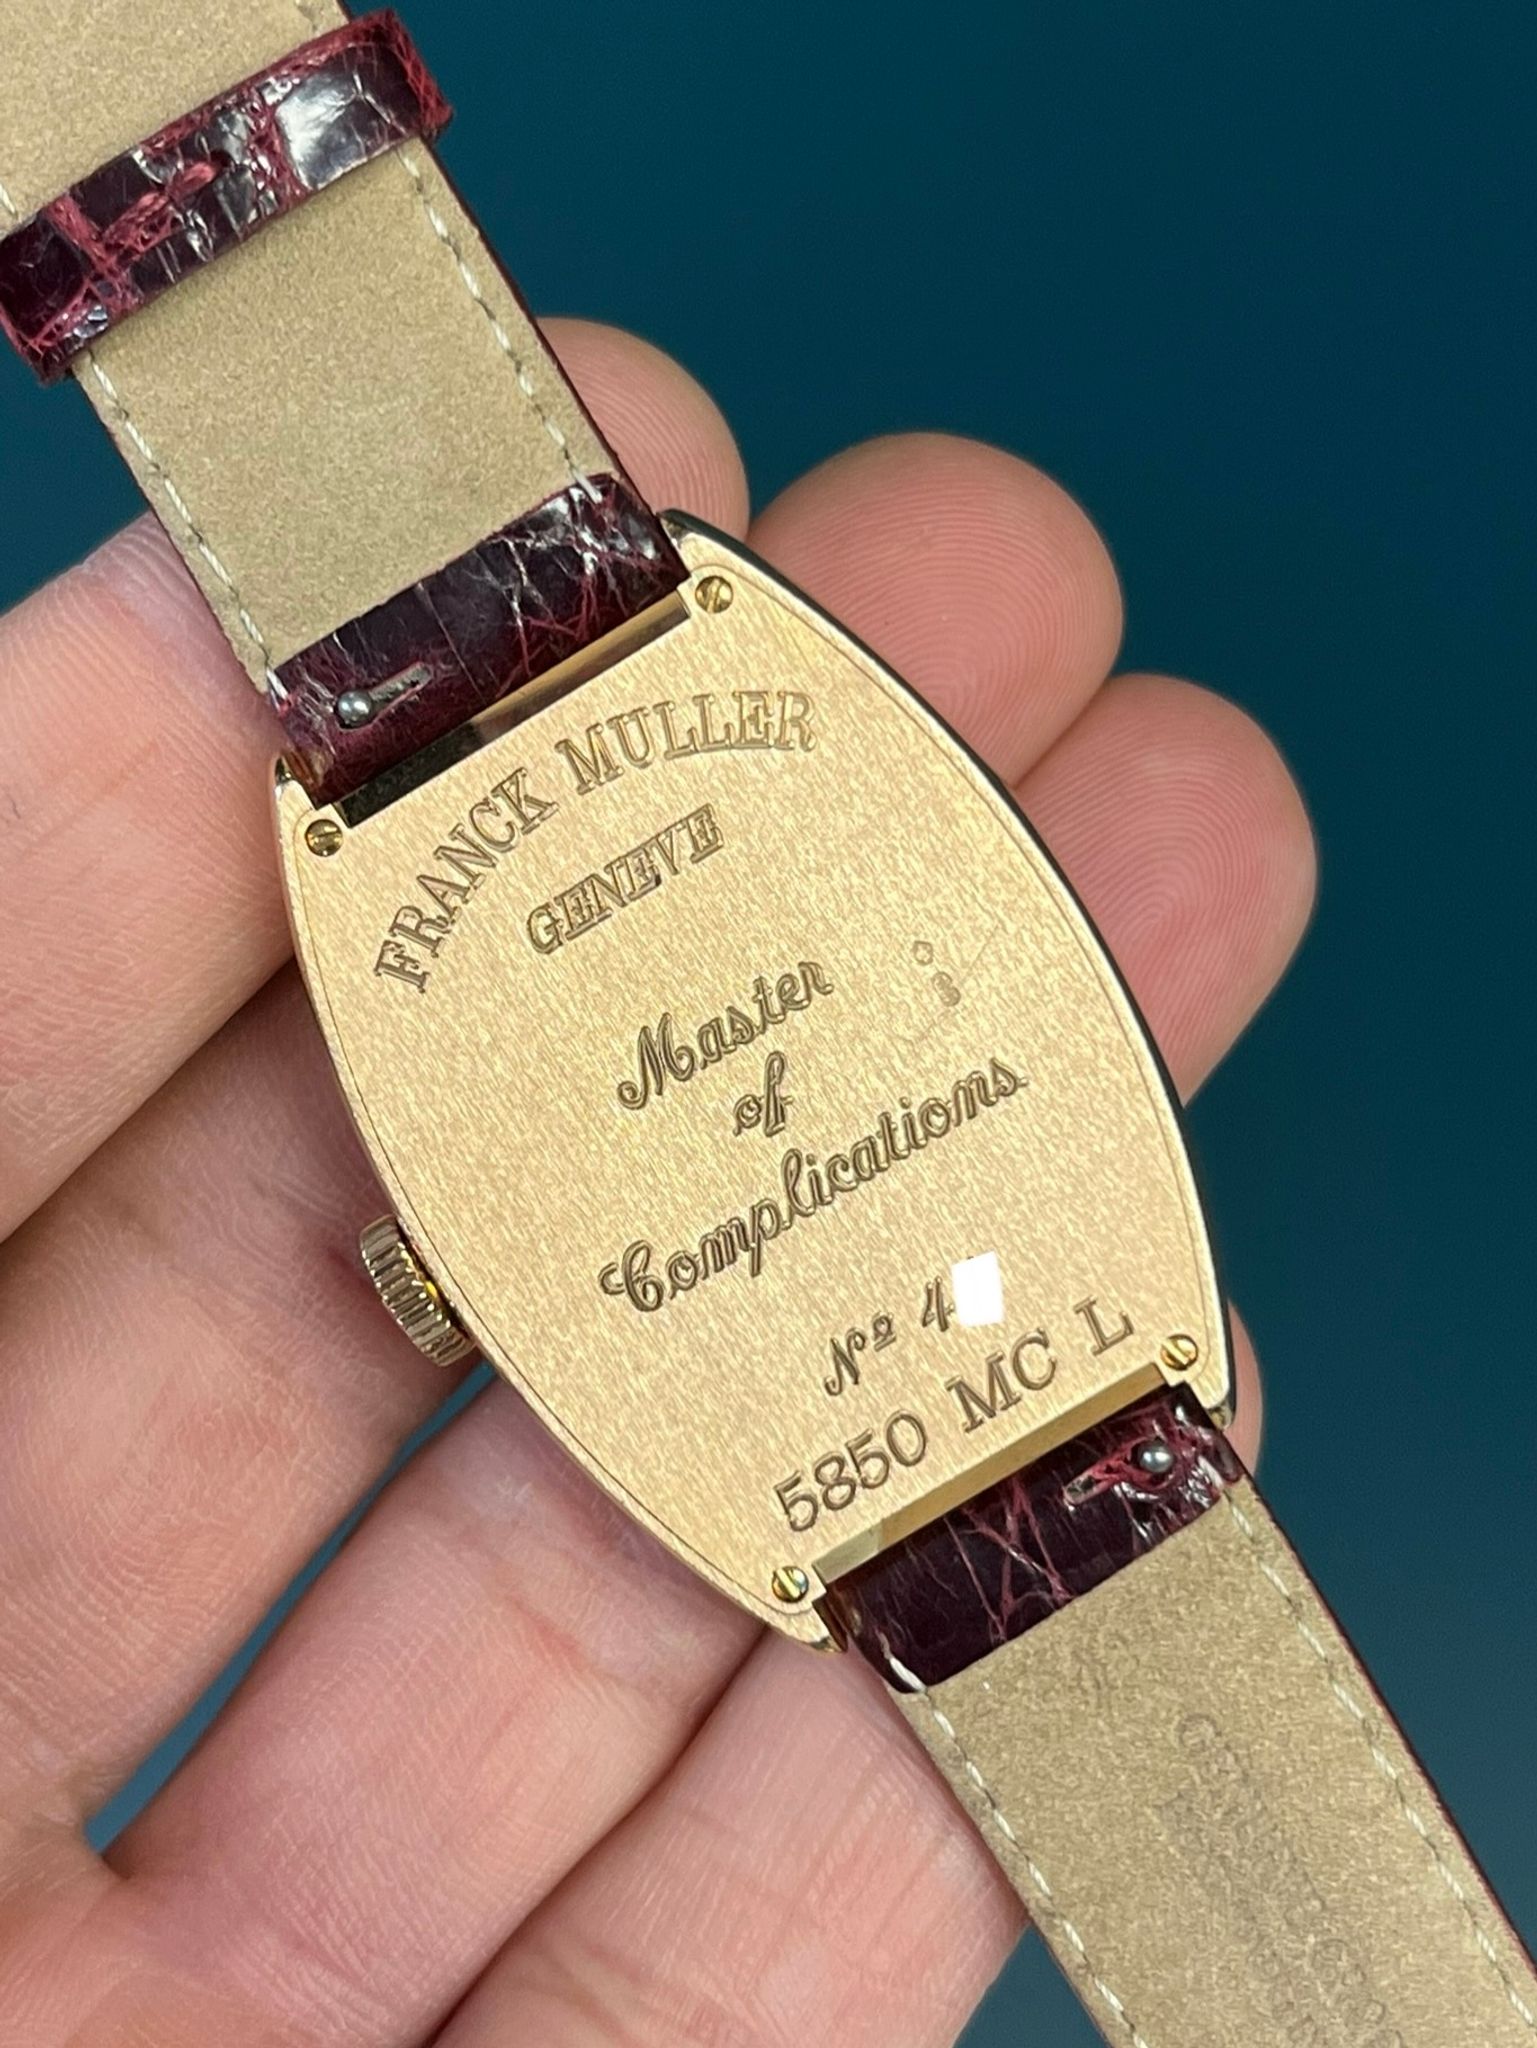 FRANCK MULLER
GENEVE
Master
of
Complications
Nº 4
5850 MC L